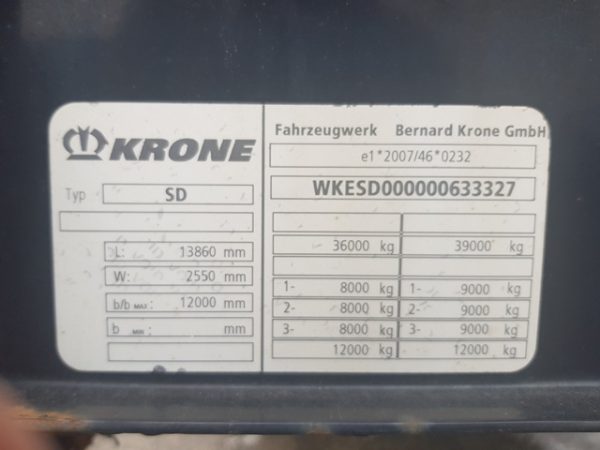 KRONE
Typ SD
L: 13860 mm
W: 2550 mm
b/b MAX: 12000 mm
b MIN: mm
Fahrzeugwerk Bernard Krone GmbH
e1*2007/46*0232
WKESD000000633327
36000 kg 39000 kg
1- 8000 kg 1- 9000 kg
2- 8000 kg 2- 9000 kg
3- 8000 kg 3- 9000 kg
12000 kg 12000 kg